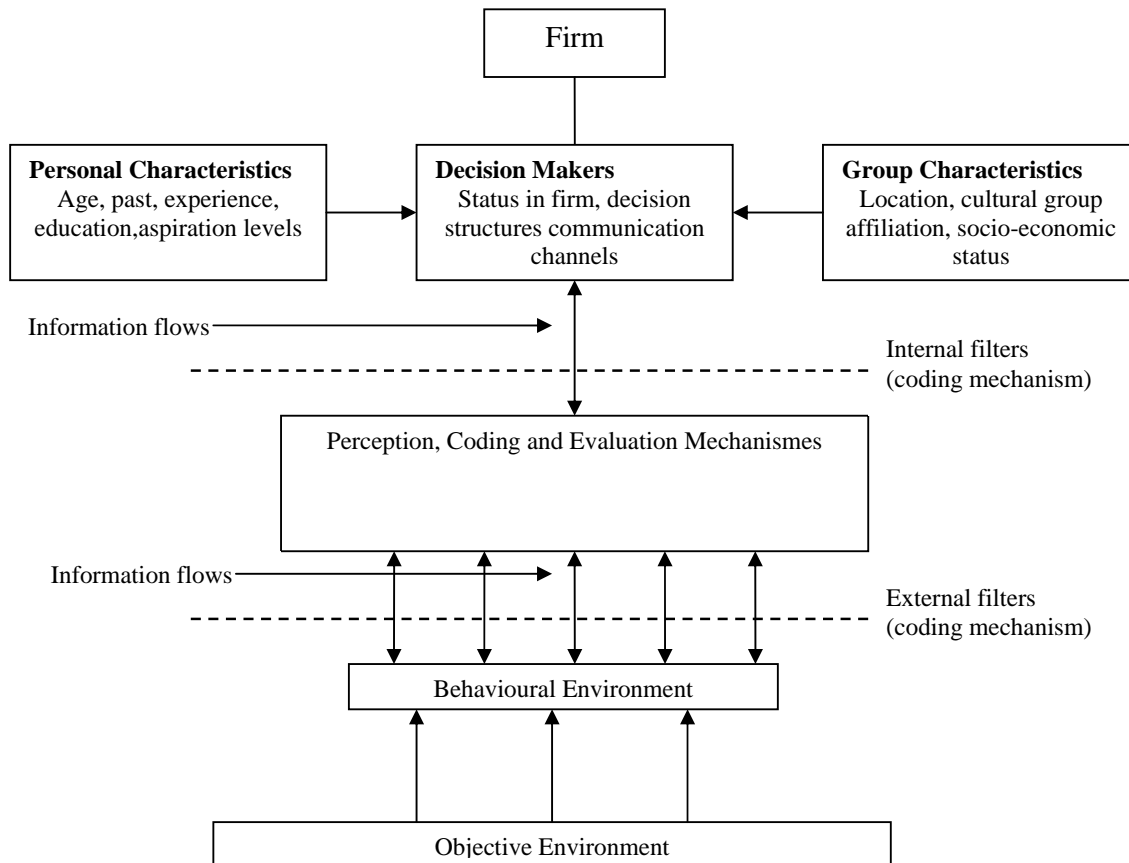 Firm
Personal Characteristics
Age, past, experience,
education,aspiration levels
Decision Makers
Status in firm, decision
structures communication
channels
Group Characteristics
Location, cultural group
affiliation, socio-economic
status
Information flows
Internal filters
(coding mechanism)
Perception, Coding and Evaluation Mechanismes
Information flows
External filters
(coding mechanism)
Behavioural Environment
Objective Environment